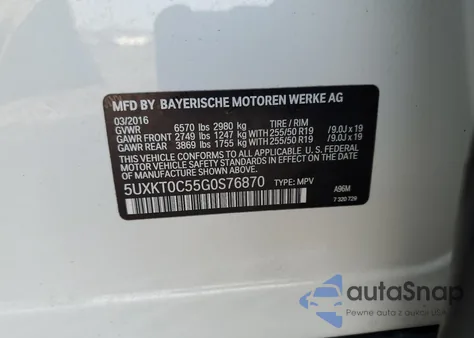 MFD BY BAYERISCHE MOTOREN WERKE AG
03/2016 TIRE / RIM
GVWR 6570 lbs 2980 kg
GAWR FRONT 2749 lbs 1247 kg WITH 255/50 R19 /9.0J x 19
GAWR REAR 3869 lbs 1755 kg WITH 255/50 R19 /9.0J x 19
THIS VEHICLE CONFORMS TO ALL APPLICABLE U.S. FEDERAL
MOTOR VEHICLE SAFETY STANDARDS IN EFFECT ON THE DATE
OF MANUFACTURE SHOWN ABOVE.
5UXKT0C55G0S76870 TYPE: MPV A96M
7 320 729
autaSnap
Pewne auta z aukcji